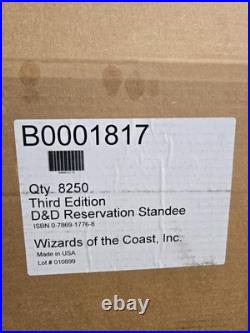 B0001817
Qty. 8250
Third Edition
D&D Reservation Standee
ISBN 0-7869-1776-8
Wizards of the Coast, Inc.
Made in USA
Lot # 010899